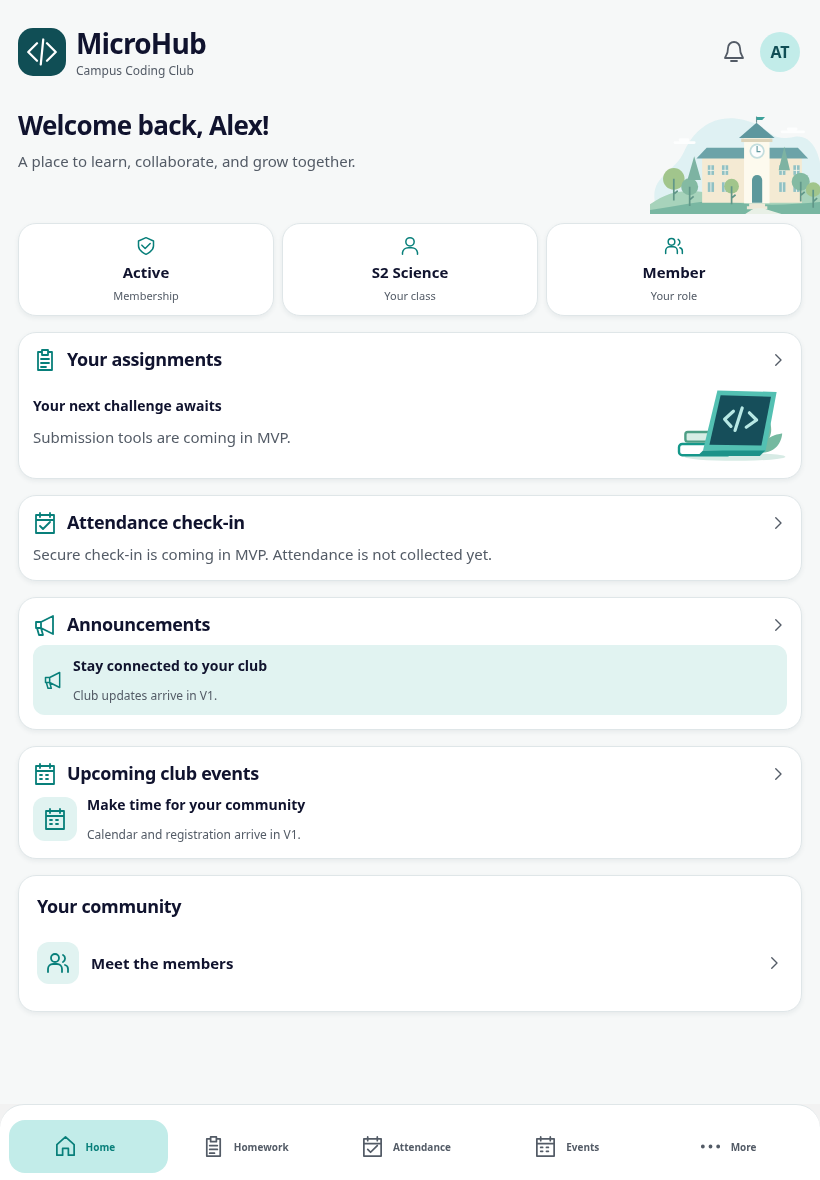 MicroHub
Campus Coding Club
AT
Welcome back, Alex!
A place to learn, collaborate, and grow together.
Active
Membership
S2 Science
Your class
Member
Your role
Your assignments
Your next challenge awaits
Submission tools are coming in MVP.
Attendance check-in
Secure check-in is coming in MVP. Attendance is not collected yet.
Announcements
Stay connected to your club
Club updates arrive in V1.
Upcoming club events
Make time for your community
Calendar and registration arrive in V1.
Your community
Meet the members
Home
Homework
Attendance
Events
More